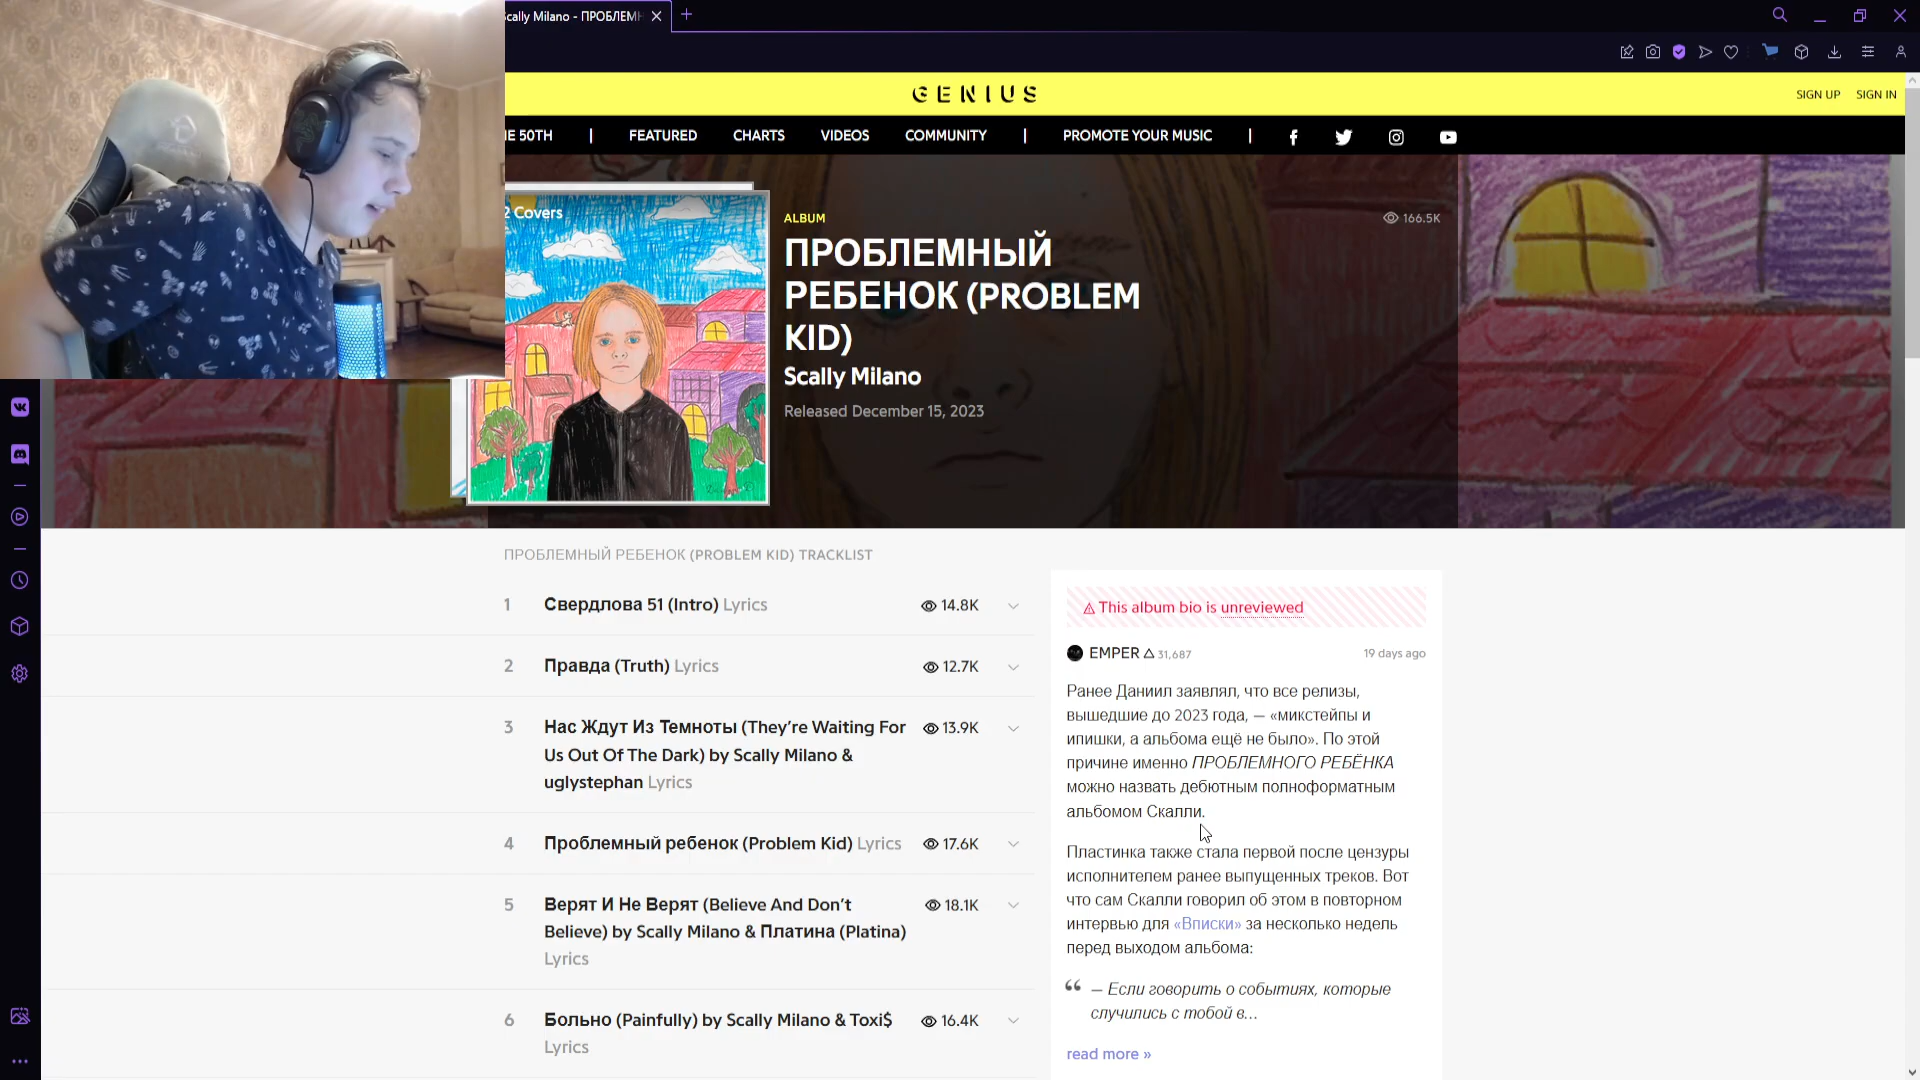 Scally Milano - ПРОБЛЕМН
GENIUS
SIGN UP SIGN IN
E 50TH | FEATURED CHARTS VIDEOS COMMUNITY | PROMOTE YOUR MUSIC |
2 Covers
ALBUM
166.5K
ПРОБЛЕМНЫЙ
РЕБЕНОК (PROBLEM
KID)
Scally Milano
Released December 15, 2023
ПРОБЛЕМНЫЙ РЕБЕНОК (PROBLEM KID) TRACKLIST
1 Свердлова 51 (Intro) Lyrics 14.8K
2 Правда (Truth) Lyrics 12.7K
3 Нас Ждут Из Темноты (They’re Waiting For 13.9K
Us Out Of The Dark) by Scally Milano &
uglystephan Lyrics
4 Проблемный ребенок (Problem Kid) Lyrics 17.6K
5 Верят И Не Верят (Believe And Don’t 18.1K
Believe) by Scally Milano & Платина (Platina)
Lyrics
6 Больно (Painfully) by Scally Milano & Toxi$ 16.4K
Lyrics
This album bio is unreviewed
EMPER 31,687 19 days ago
Ранее Даниил заявлял, что все релизы,
вышедшие до 2023 года, — «микстейпы и
ипишки, а альбома ещё не было». По этой
причине именно ПРОБЛЕМНОГО РЕБЁНКА
можно назвать дебютным полноформатным
альбомом Скалли.
Пластинка также стала первой после цензуры
исполнителем ранее выпущенных треков. Вот
что сам Скалли говорил об этом в повторном
интервью для «Вписки» за несколько недель
перед выходом альбома:
“ — Если говорить о событиях, которые
случились с тобой в...
read more »